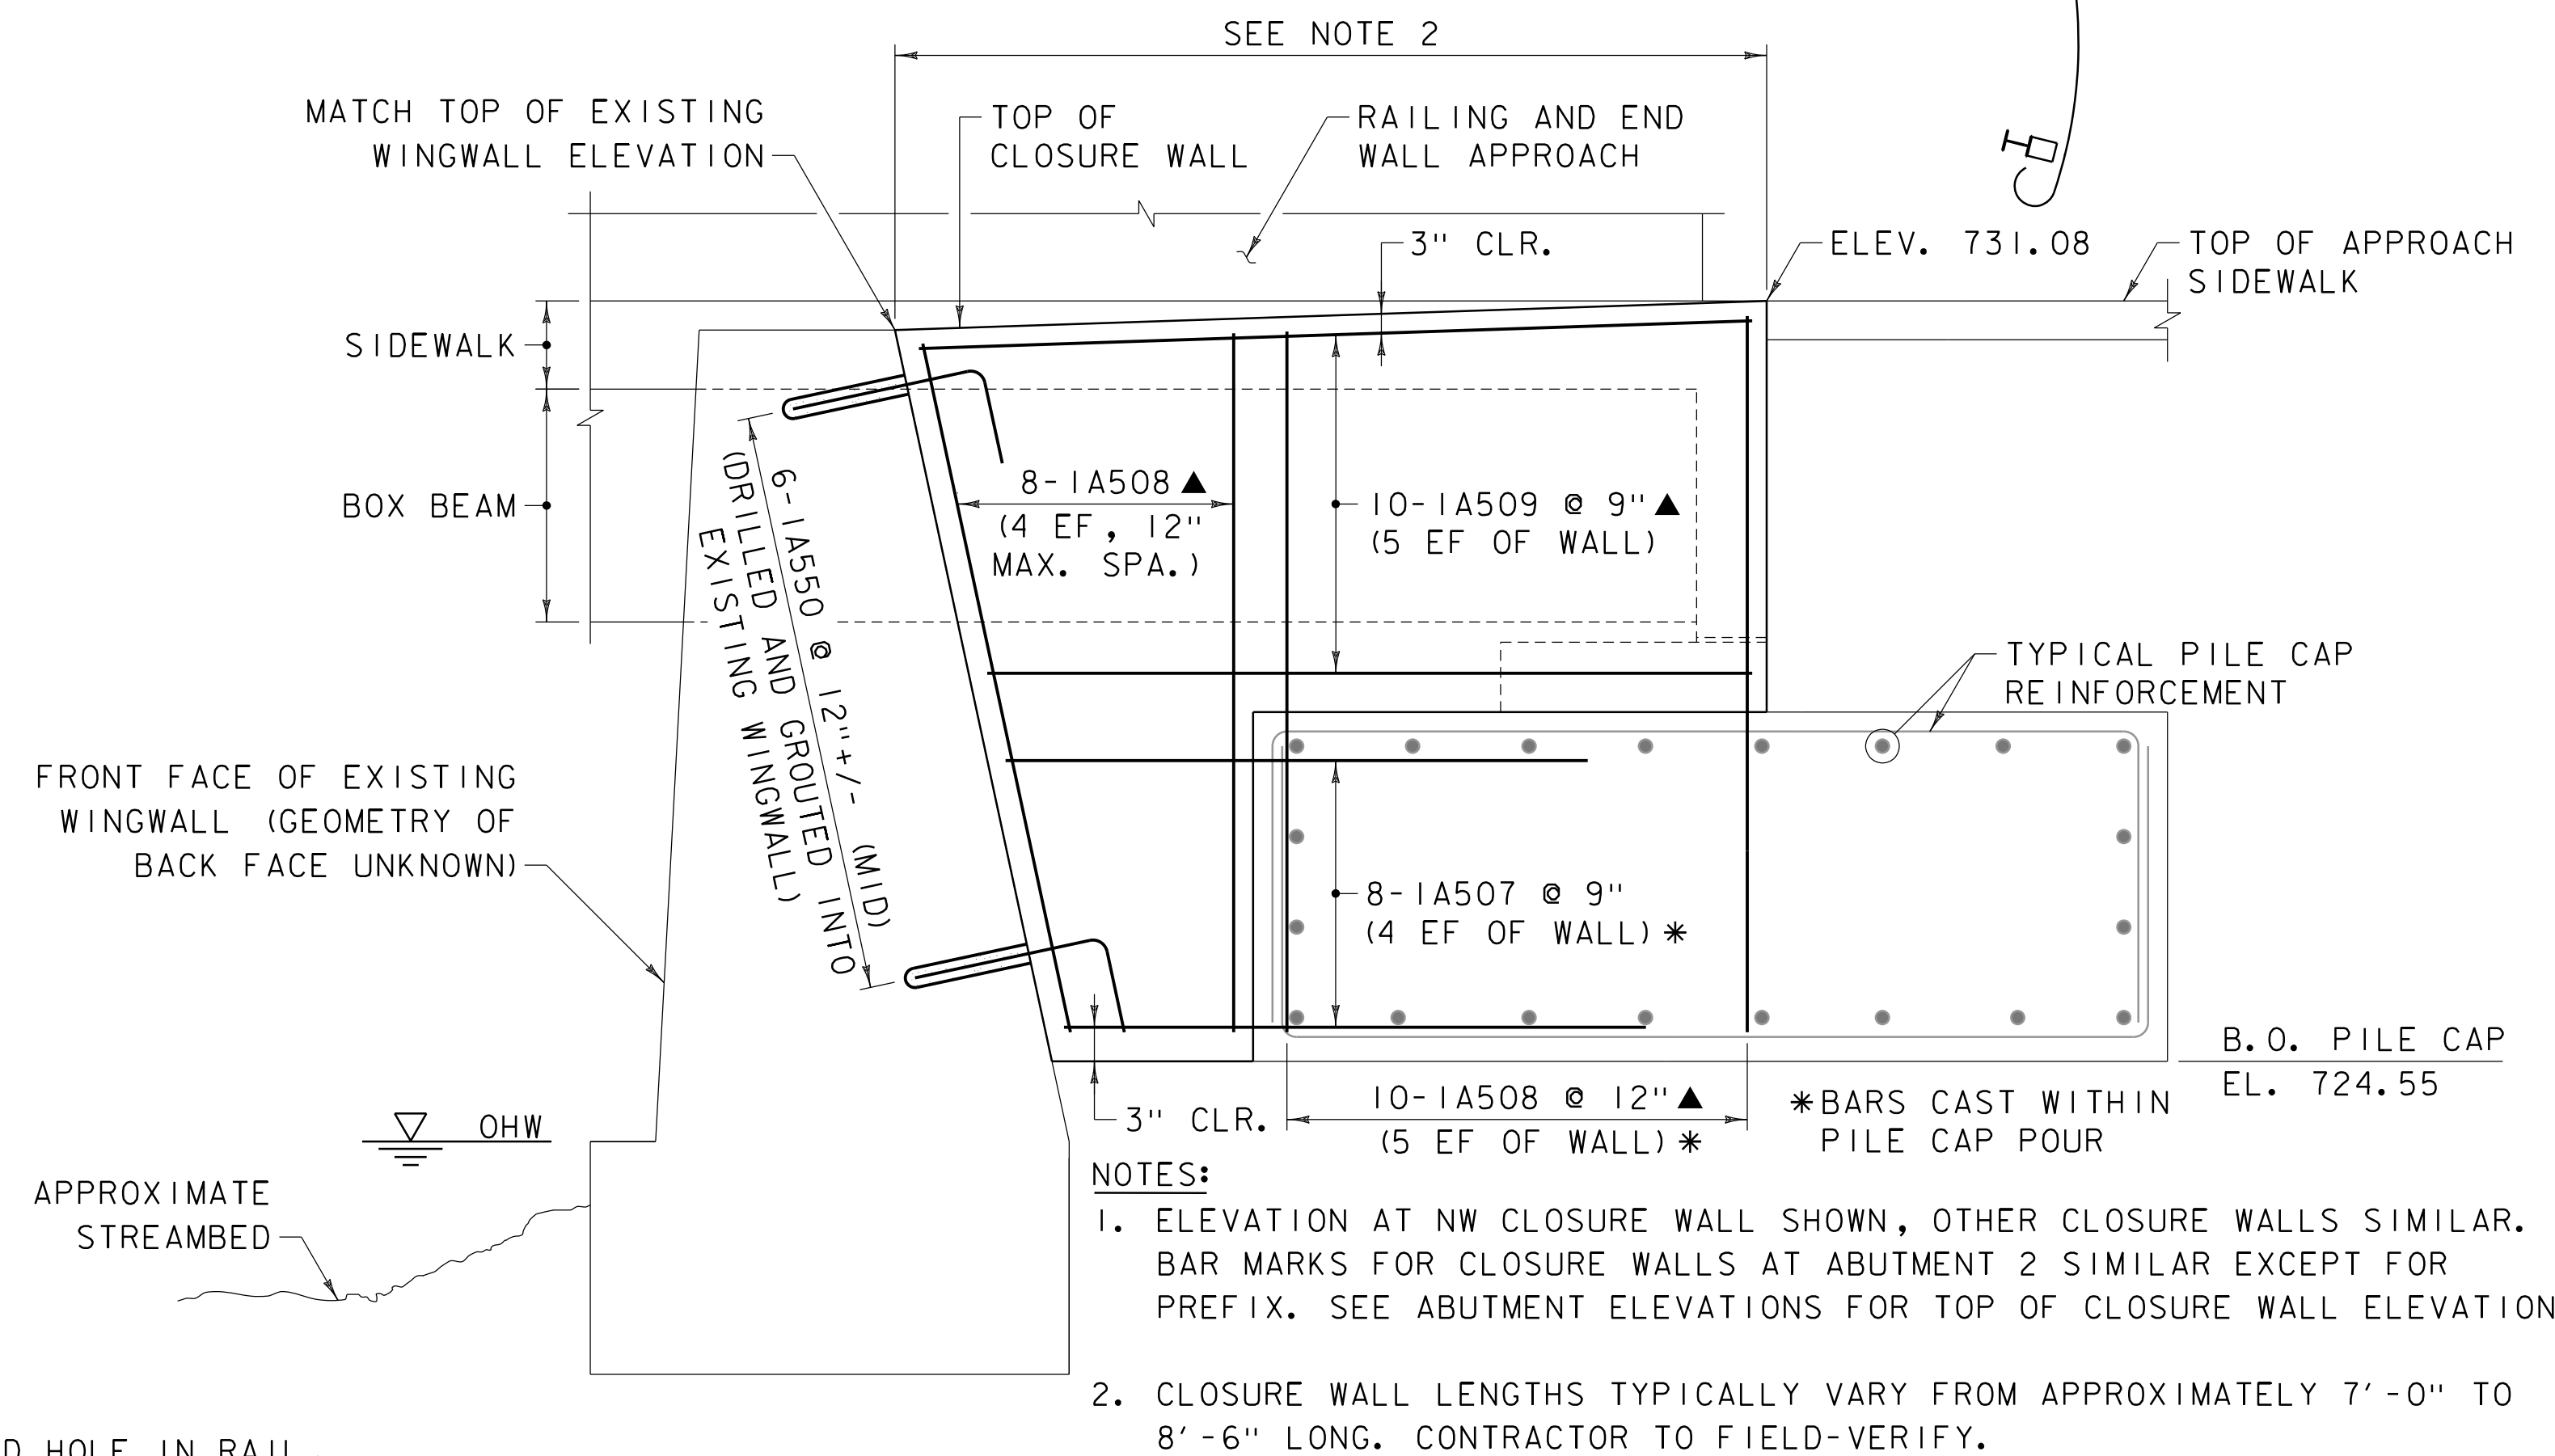 SEE NOTE 2
MATCH TOP OF EXISTING
WINGWALL ELEVATION
TOP OF
CLOSURE WALL
RAILING AND END
WALL APPROACH
3" CLR.
ELEV. 731.08
TOP OF APPROACH
SIDEWALK
SIDEWALK
BOX BEAM
8-1A508▲
(4 EF, 12"
MAX. SPA.)
10-1A509 @ 9"▲
(5 EF OF WALL)
6-1A550 @ 12"+/- (MID)
(DRILLED AND GROUTED INTO
EXISTING WINGWALL)
TYPICAL PILE CAP
REINFORCEMENT
FRONT FACE OF EXISTING
WINGWALL (GEOMETRY OF
BACK FACE UNKNOWN)
8-1A507 @ 9"
(4 EF OF WALL)*
B.O. PILE CAP
EL. 724.55
3" CLR.
10-1A508 @ 12"▲
(5 EF OF WALL)*
*BARS CAST WITHIN
PILE CAP POUR
OHW
APPROXIMATE
STREAMBED
NOTES:
1. ELEVATION AT NW CLOSURE WALL SHOWN, OTHER CLOSURE WALLS SIMILAR.
BAR MARKS FOR CLOSURE WALLS AT ABUTMENT 2 SIMILAR EXCEPT FOR
PREFIX. SEE ABUTMENT ELEVATIONS FOR TOP OF CLOSURE WALL ELEVATION
2. CLOSURE WALL LENGTHS TYPICALLY VARY FROM APPROXIMATELY 7'-0" TO
8'-6" LONG. CONTRACTOR TO FIELD-VERIFY.
HOLE IN RAIL